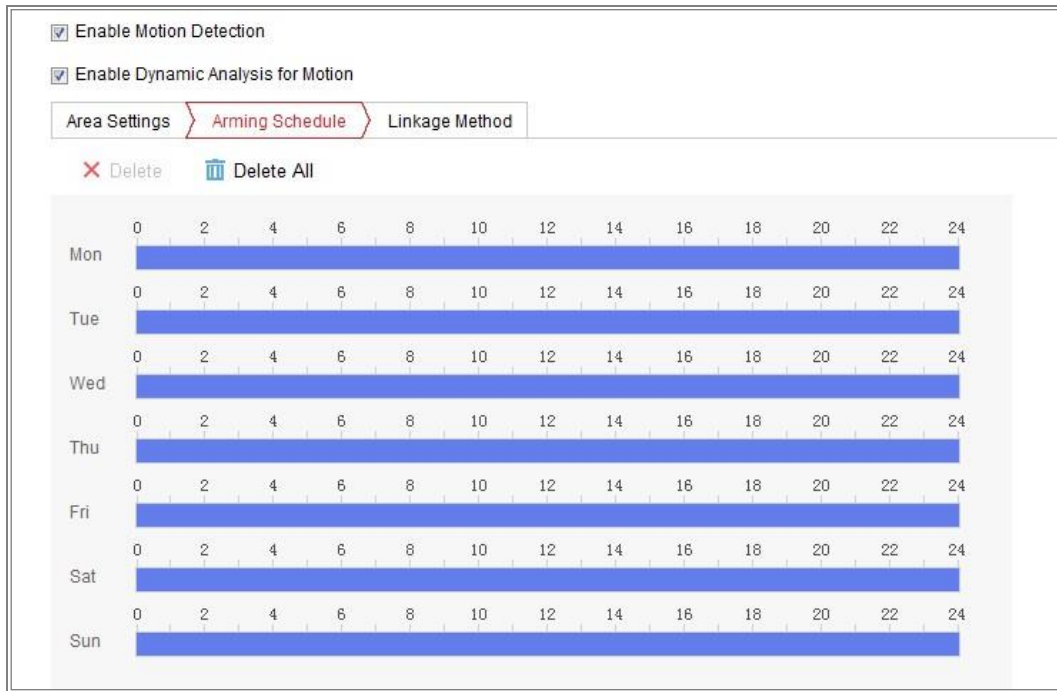 Enable Motion Detection
Enable Dynamic Analysis for Motion
Area Settings Arming Schedule Linkage Method
Delete Delete All
0 2 4 6 8 10 12 14 16 18 20 22 24
Mon
0 2 4 6 8 10 12 14 16 18 20 22 24
Tue
0 2 4 6 8 10 12 14 16 18 20 22 24
Wed
0 2 4 6 8 10 12 14 16 18 20 22 24
Thu
0 2 4 6 8 10 12 14 16 18 20 22 24
Fri
0 2 4 6 8 10 12 14 16 18 20 22 24
Sat
0 2 4 6 8 10 12 14 16 18 20 22 24
Sun